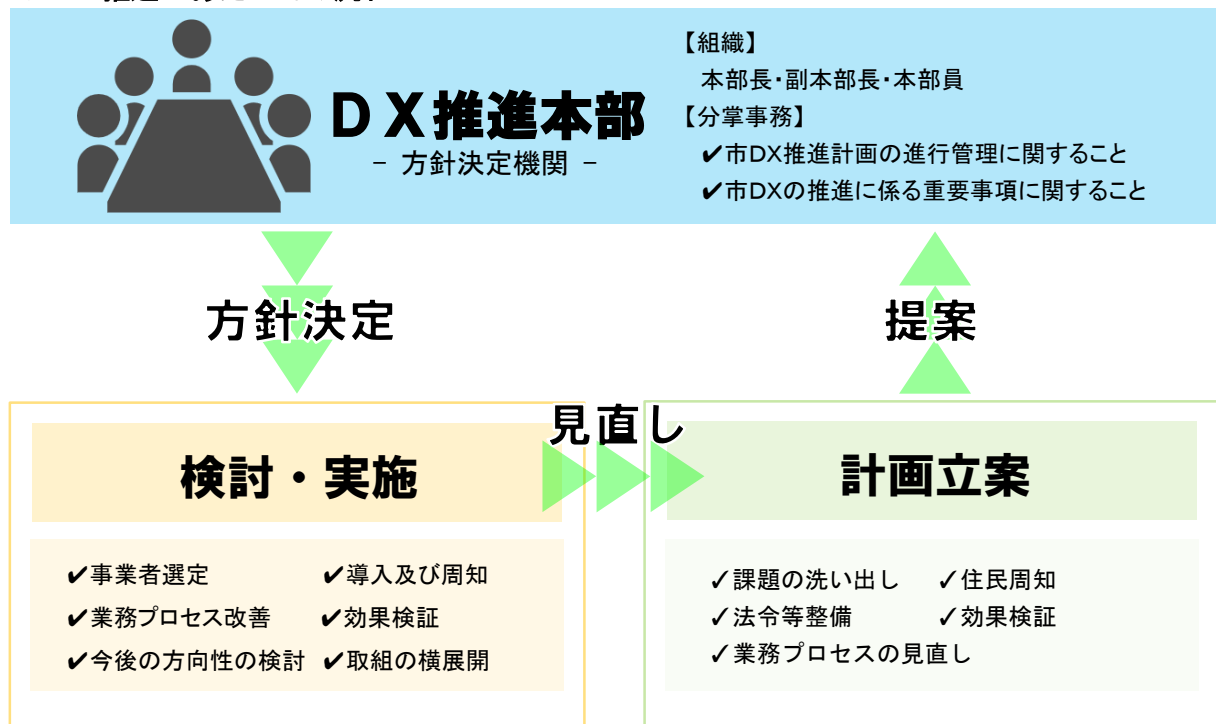 DX推進本部
- 方針決定機関 -
【組織】
本部長・副本部長・本部員
【分掌事務】
✔市DX推進計画の進行管理に関すること
✔市DXの推進に係る重要事項に関すること
方針決定
提案
見直し
検討・実施
✔事業者選定 ✔導入及び周知
✔業務プロセス改善 ✔効果検証
✔今後の方向性の検討 ✔取組の横展開
計画立案
✓課題の洗い出し ✓住民周知
✓法令等整備 ✓効果検証
✓業務プロセスの見直し